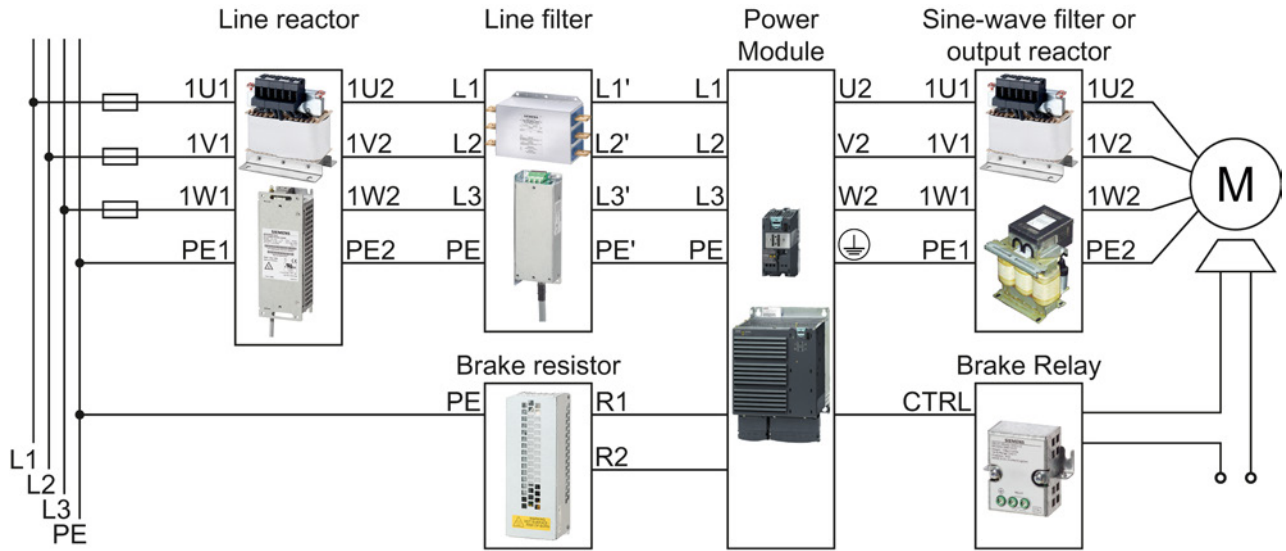 Line reactor Line filter Power Module Sine-wave filter or output reactor
1U1 1U2 L1 L1' L1 U2 1U1 1U2
1V1 1V2 L2 L2' L2 V2 1V1 1V2
M
1W1 1W2 L3 L3' L3 W2 1W1 1W2
PE1 PE2 PE PE' PE PE1 PE2
SIEMENS
Brake resistor Brake Relay
PE R1 CTRL
R2
SIEMENS
L1
L2
L3
PE